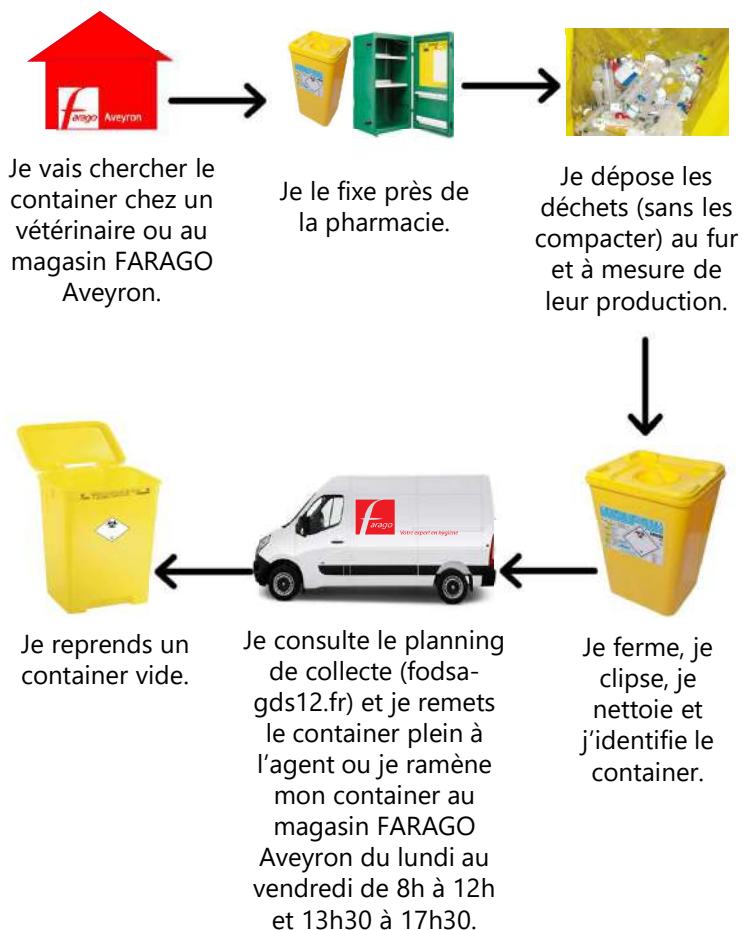 farago Aveyron
Je vais chercher le
container chez un
vétérinaire ou au
magasin FARAGO
Aveyron.
Je le fixe près de
la pharmacie.
Je dépose les
déchets (sans les
compacter) au fur
et à mesure de
leur production.
Je ferme, je
clipse, je
nettoie et
j’identifie le
container.
farago
Votre expert en hygiène
Je consulte le planning
de collecte (fodsa-
gds12.fr) et je remets
le container plein à
l’agent ou je ramène
mon container au
magasin FARAGO
Aveyron du lundi au
vendredi de 8h à 12h
et 13h30 à 17h30.
Je reprends un
container vide.